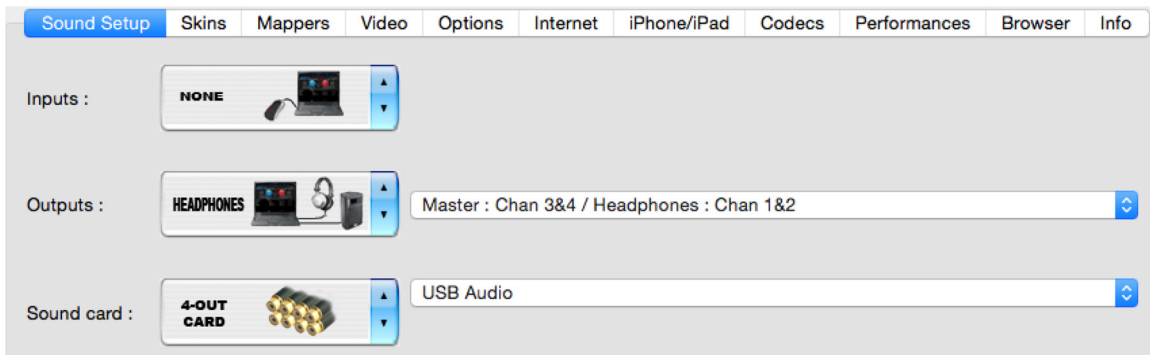 Sound Setup Skins Mappers Video Options Internet iPhone/iPad Codecs Performances Browser Info
Inputs : NONE
Outputs : HEADPHONES Master : Chan 3&4 / Headphones : Chan 1&2
USB Audio
Sound card : 4-OUT
CARD